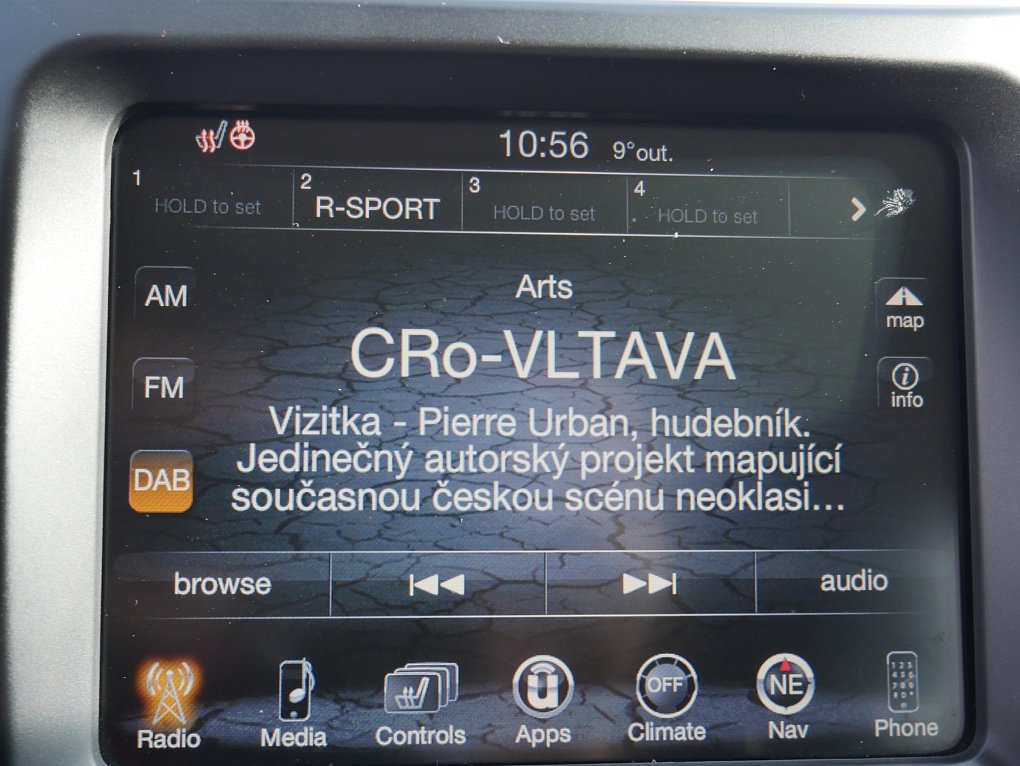 10:56 9°out.
1 HOLD to set 2 R-SPORT 3 HOLD to set 4 HOLD to set
AM
Arts
map
CRo-VLTAVA
FM
info
Vizitka - Pierre Urban, hudebník.
Jedinečný autorský projekt mapující
DAB
současnou českou scénu neoklasi...
browse audio
u OFF NE
Radio Media Controls Apps Climate Nav Phone